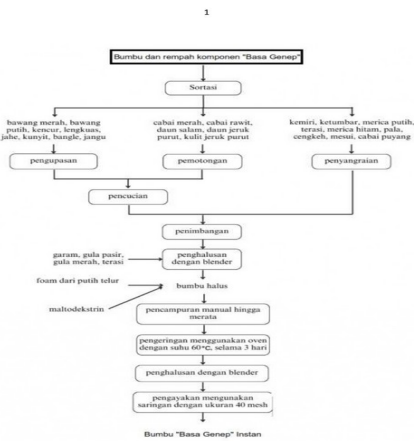 1
Bumbu dan rempah komponen "Basa Genep"
Sortasi
bawang merah, bawang
putih, kencur, lengkuas,
jahe, kunyit, bangle, jangu
cabai merah, cabai rawit,
daun salam, daun jeruk
purut, kulit jeruk purut
kemiri, ketumbar, merica putih,
terasi, merica hitam, pala,
cengkeh, mesui, cabai puyang
pengupasan
pemotongan
penyangraian
pencucian
penimbangan
garam, gula pasir,
gula merah, terasi
penghalusan
dengan blender
foam dari putih telur
bumbu halus
maltodekstrin
pencampuran manual hingga
merata
pengeringan menggunakan oven
dengan suhu 60°C, selama 3 hari
penghalusan dengan blender
pengayakan mengunakan
saringan dengan ukuran 40 mesh
Bumbu "Basa Genep" Instan